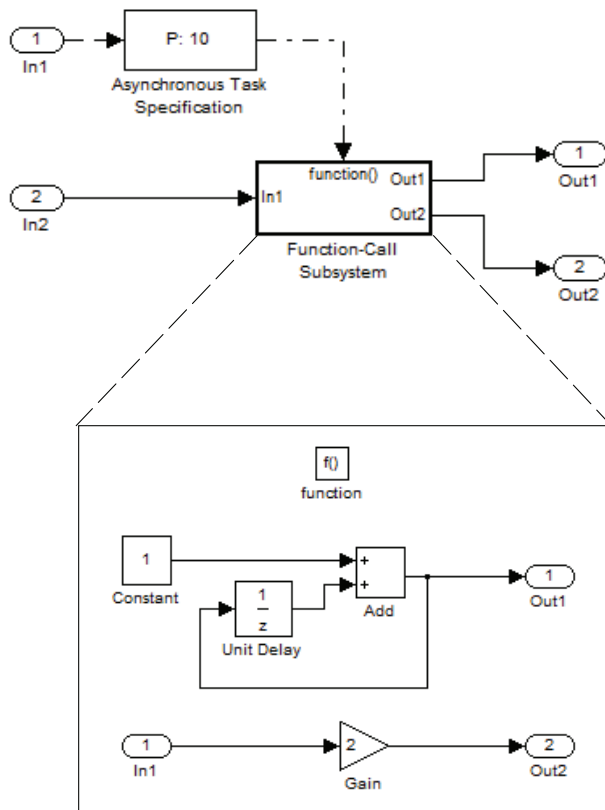 1
In1
P: 10
Asynchronous Task
Specification
2
In2
function()
In1
Out1
Out2
Function-Call
Subsystem
1
Out1
2
Out2
f()
function
1
Constant
1
z
Unit Delay
+
+
Add
1
Out1
1
In1
2
Gain
2
Out2